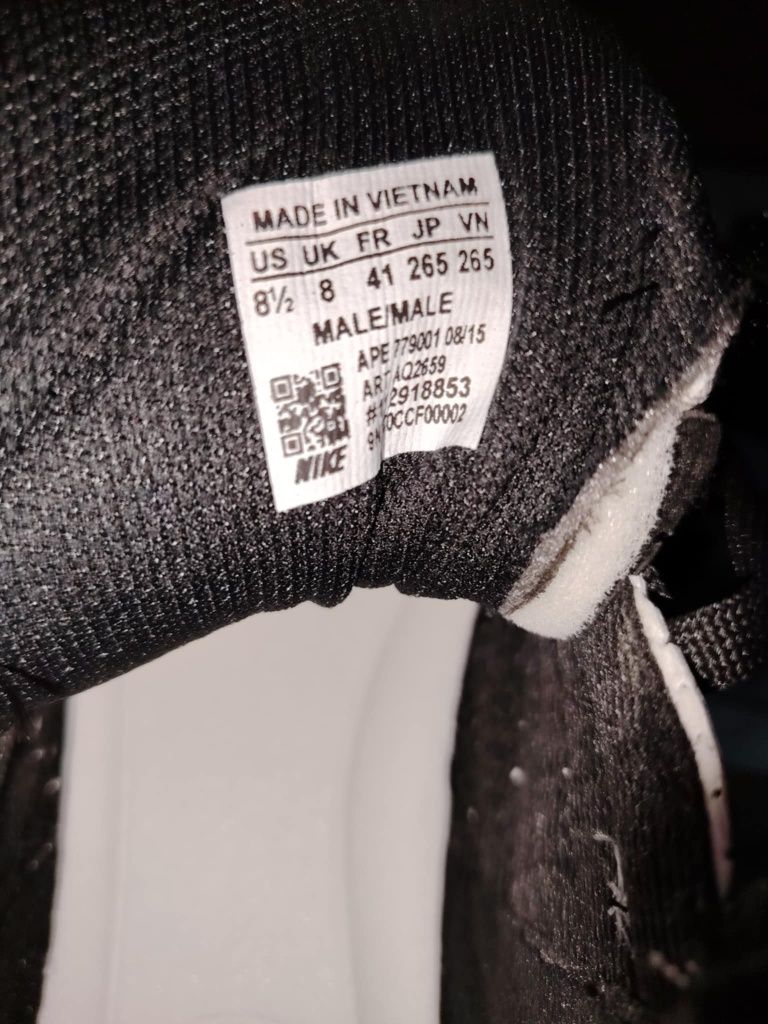 MADE IN VIETNAM
US UK FR JP VN
8½ 8 41 265 265
MALE/MALE
APE 779001 08/15
ART AQ2659
2918853
0CCF00002
NIKE